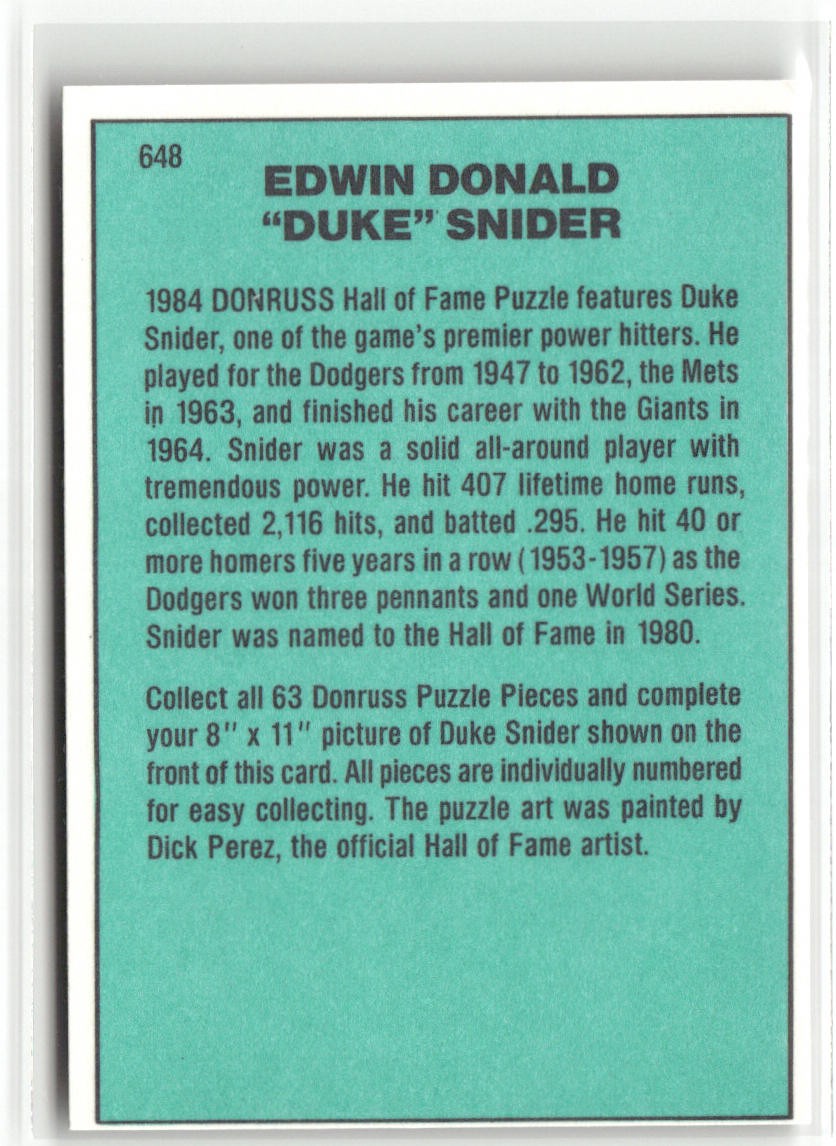 648
EDWIN DONALD
“DUKE” SNIDER
1984 DONRUSS Hall of Fame Puzzle features Duke
Snider, one of the game's premier power hitters. He
played for the Dodgers from 1947 to 1962, the Mets
in 1963, and finished his career with the Giants in
1964. Snider was a solid all-around player with
tremendous power. He hit 407 lifetime home runs,
collected 2,116 hits, and batted .295. He hit 40 or
more homers five years in a row (1953-1957) as the
Dodgers won three pennants and one World Series.
Snider was named to the Hall of Fame in 1980.
Collect all 63 Donruss Puzzle Pieces and complete
your 8" x 11" picture of Duke Snider shown on the
front of this card. All pieces are individually numbered
for easy collecting. The puzzle art was painted by
Dick Perez, the official Hall of Fame artist.